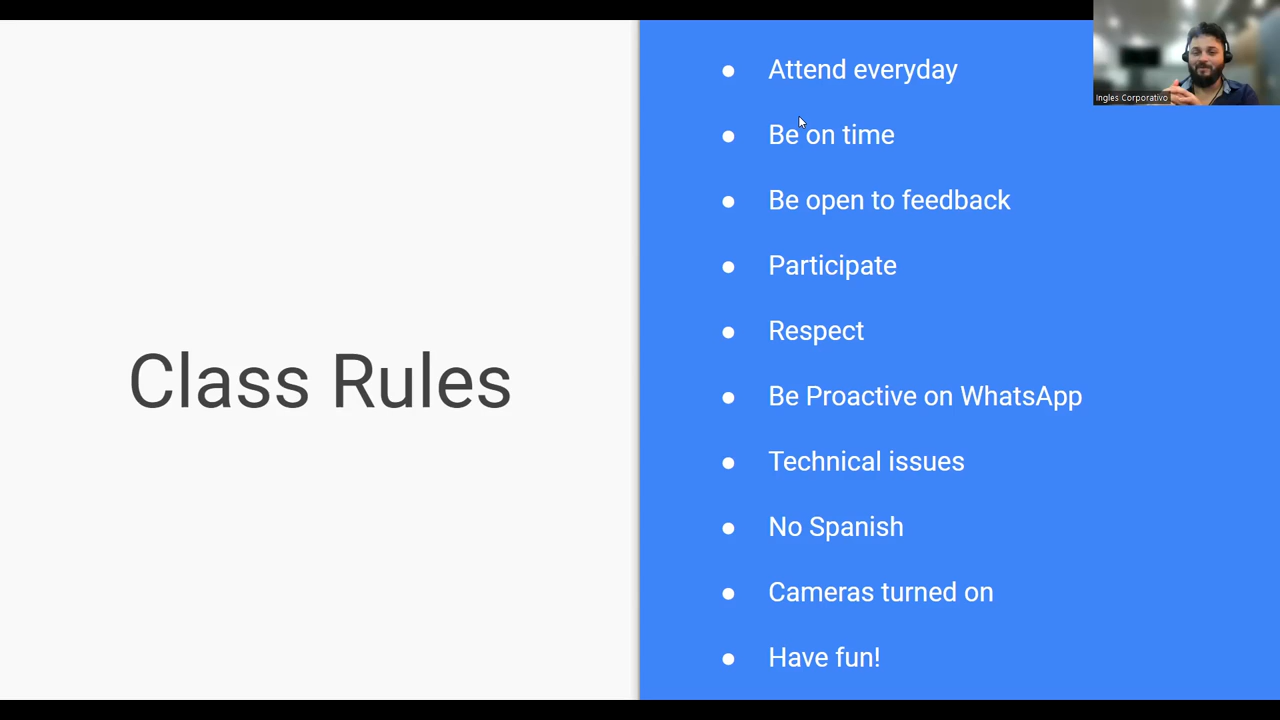 Class Rules
● Attend everyday
● Be on time
● Be open to feedback
● Participate
● Respect
● Be Proactive on WhatsApp
● Technical issues
● No Spanish
● Cameras turned on
● Have fun!
Ingles Corporativo